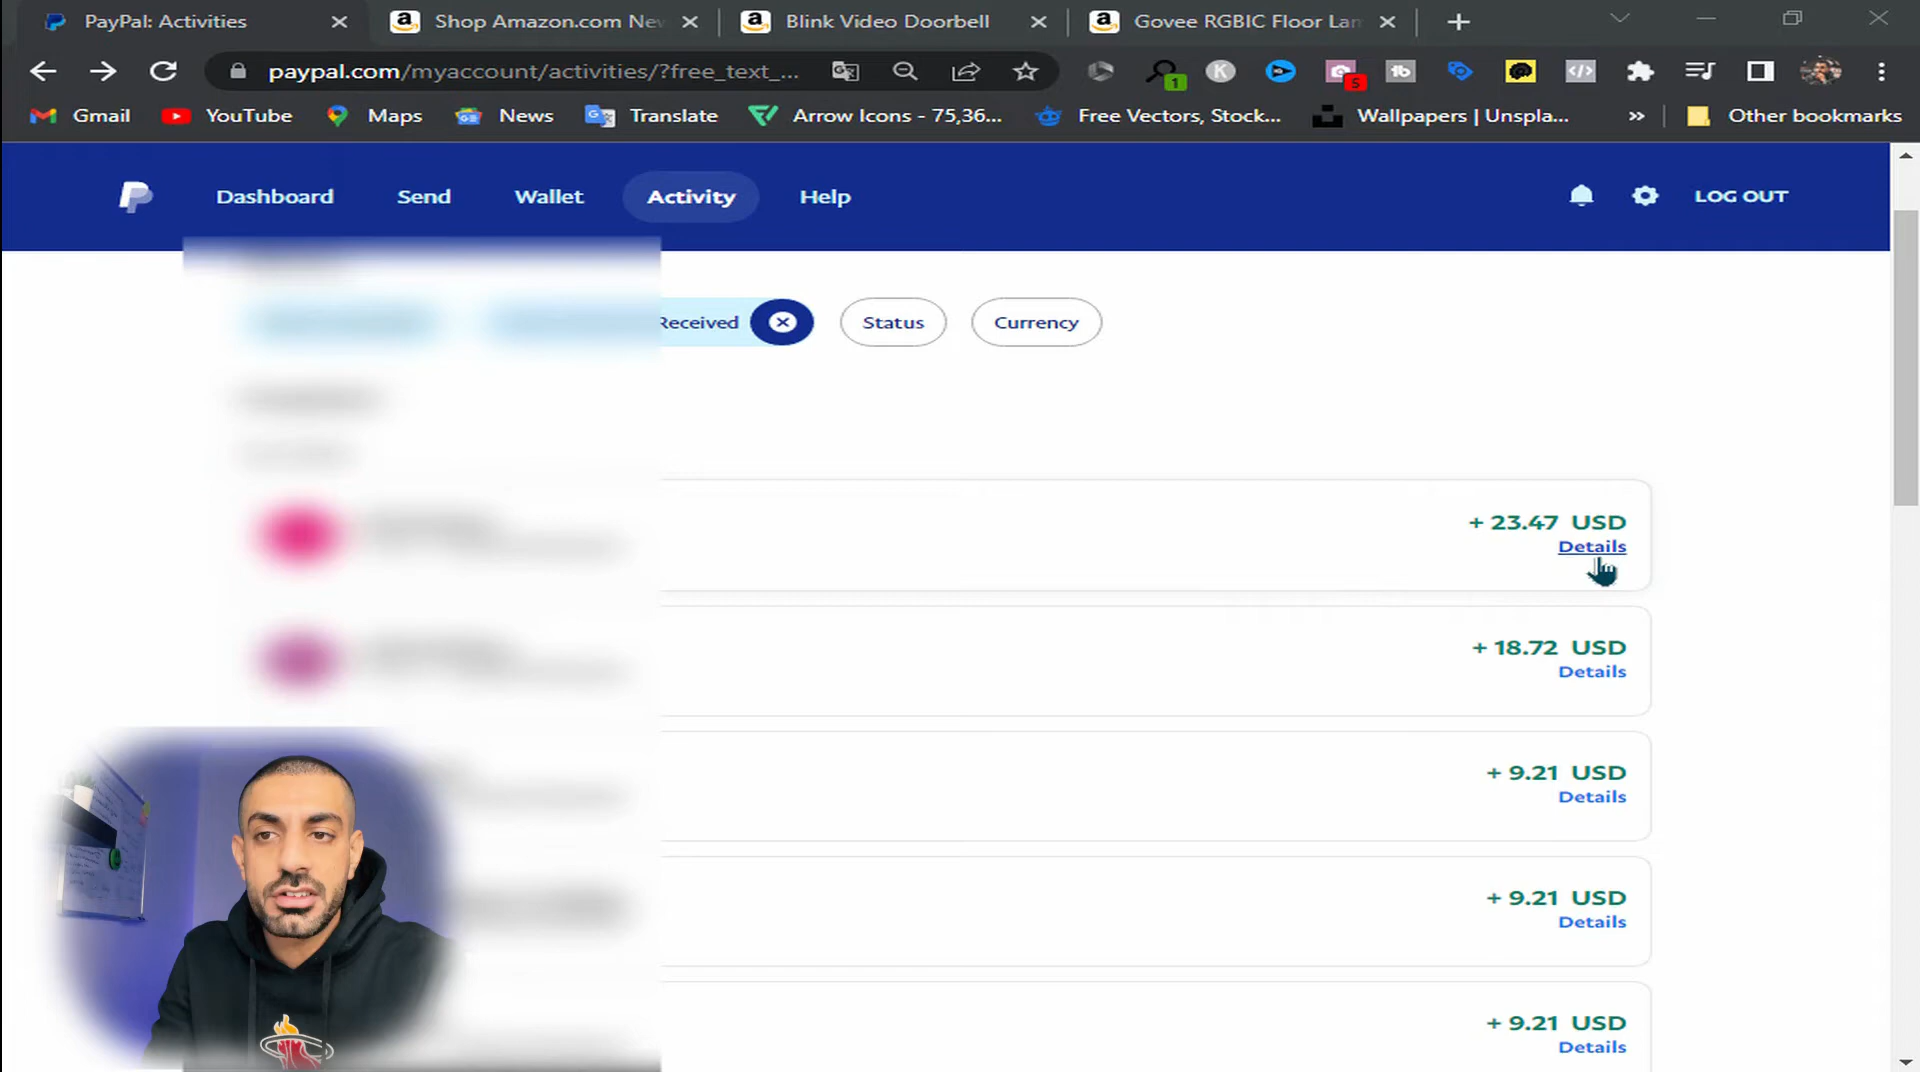 PayPal: Activities
Shop Amazon.com Nev
Blink Video Doorbell
Govee RGBIC Floor Lan
paypal.com/myaccount/activities/?free_text_...
1
K
5
tb
Gmail
YouTube
Maps
News
Translate
Arrow Icons - 75,36...
Free Vectors, Stock...
Wallpapers | Unspla...
»
Other bookmarks
Dashboard
Send
Wallet
Activity
Help
LOG OUT
Received
Status
Currency
+ 23.47 USD
Details
+ 18.72 USD
Details
+ 9.21 USD
Details
+ 9.21 USD
Details
+ 9.21 USD
Details